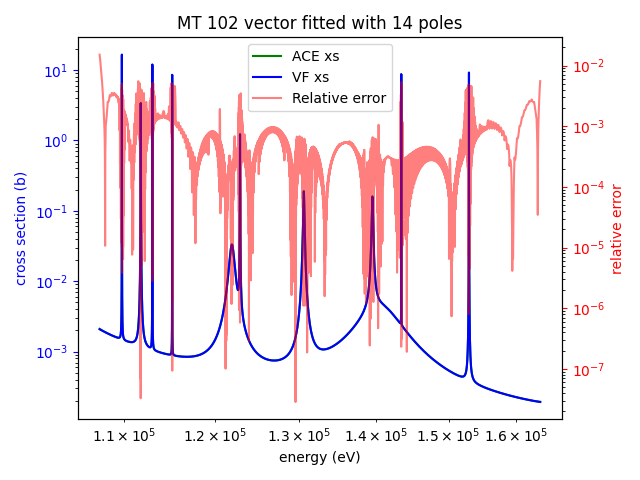 MT 102 vector fitted with 14 poles
ACE xs
VF xs
Relative error
cross section (b)
10¹
10⁰
10⁻¹
10⁻²
10⁻³
relative error
10⁻²
10⁻³
10⁻⁴
10⁻⁵
10⁻⁶
10⁻⁷
1.1 × 10⁵ 1.2 × 10⁵ 1.3 × 10⁵ 1.4 × 10⁵ 1.5 × 10⁵ 1.6 × 10⁵
energy (eV)